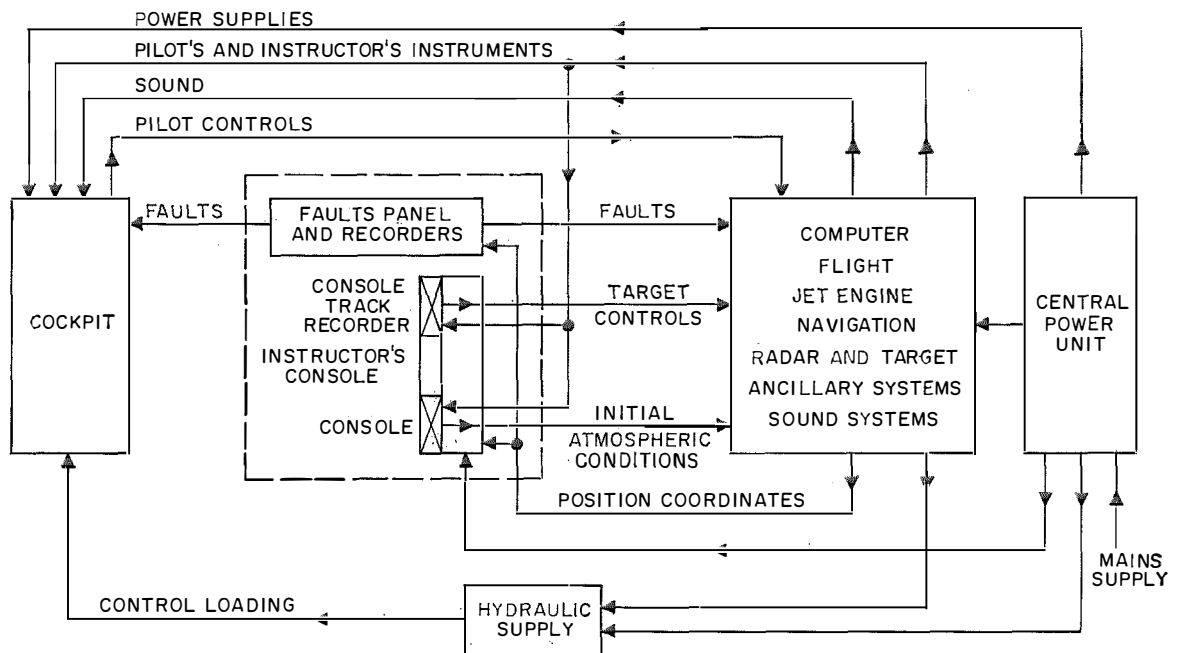 POWER SUPPLIES
PILOT'S AND INSTRUCTOR'S INSTRUMENTS
SOUND
PILOT CONTROLS
FAULTS
FAULTS PANEL
AND RECORDERS
FAULTS
COCKPIT
CONSOLE
TRACK
RECORDER
INSTRUCTOR'S
CONSOLE
CONSOLE
TARGET
CONTROLS
INITIAL
ATMOSPHERIC
CONDITIONS
COMPUTER
FLIGHT
JET ENGINE
NAVIGATION
RADAR AND TARGET
ANCILLARY SYSTEMS
SOUND SYSTEMS
CENTRAL
POWER
UNIT
POSITION COORDINATES
MAINS
SUPPLY
CONTROL LOADING
HYDRAULIC
SUPPLY